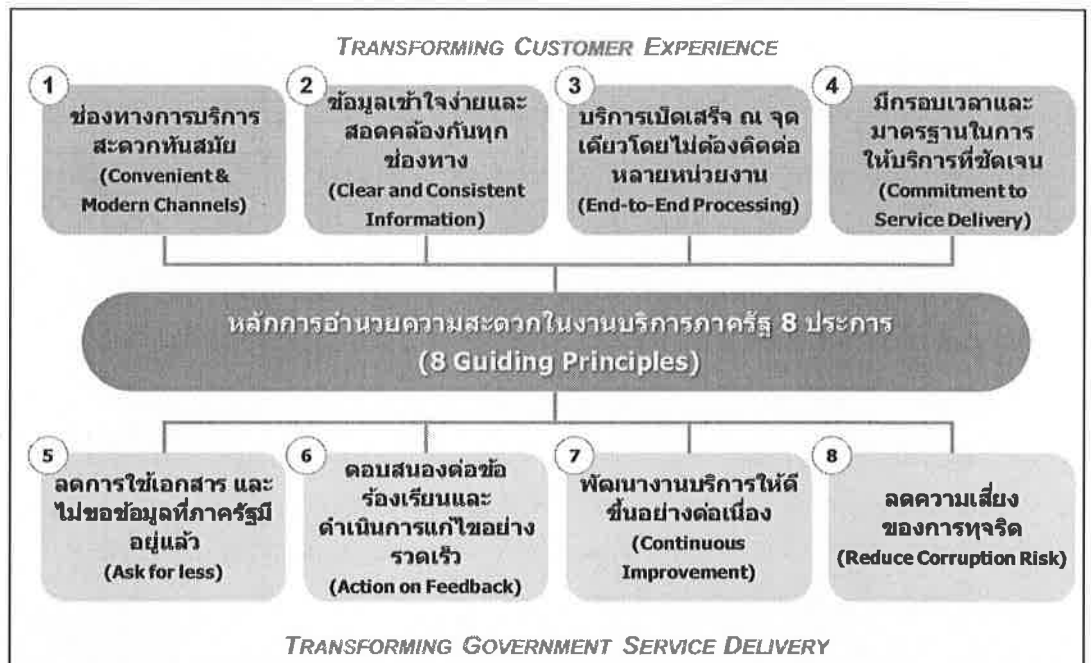 TRANSFORMING CUSTOMER EXPERIENCE
1
ช่องทางการบริการ
สะดวกทันสมัย
(Convenient &
Modern Channels)
2
ข้อมูลเข้าใจง่ายและ
สอดคล้องกันทุก
ช่องทาง
(Clear and Consistent
Information)
3
บริการเบ็ดเสร็จ ณ จุด
เดียวโดยไม่ต้องติดต่อ
หลายหน่วยงาน
(End-to-End Processing)
4
มีกรอบเวลาและ
มาตรฐานในการ
ให้บริการที่ชัดเจน
(Commitment to
Service Delivery)
หลักการอำนวยความสะดวกในงานบริการภาครัฐ 8 ประการ
(8 Guiding Principles)
5
ลดการใช้เอกสาร และ
ไม่ขอข้อมูลที่ภาครัฐมี
อยู่แล้ว
(Ask for less)
6
ตอบสนองต่อข้อ
ร้องเรียนและ
ดำเนินการแก้ไขอย่าง
รวดเร็ว
(Action on Feedback)
7
พัฒนางานบริการให้ดี
ขึ้นอย่างต่อเนื่อง
(Continuous
Improvement)
8
ลดความเสี่ยง
ของการทุจริต
(Reduce Corruption Risk)
TRANSFORMING GOVERNMENT SERVICE DELIVERY